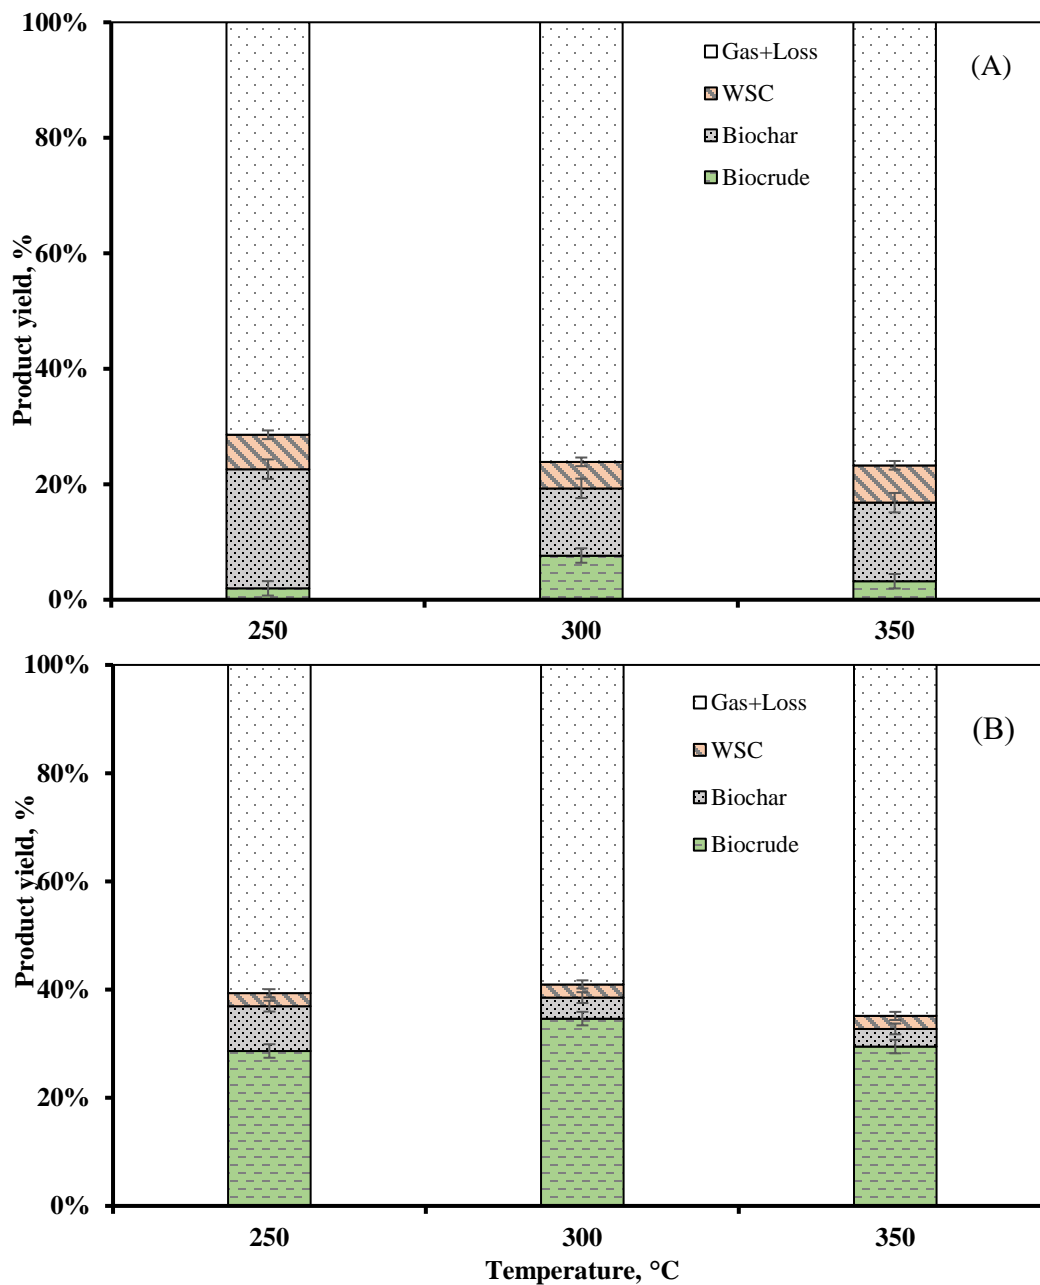 100%
80%
60%
40%
20%
0%
Product yield, %
Gas+Loss
WSC
Biochar
Biocrude
(A)
250 300 350
100%
80%
60%
40%
20%
0%
Product yield, %
Gas+Loss
WSC
Biochar
Biocrude
(B)
250 300 350
Temperature, °C